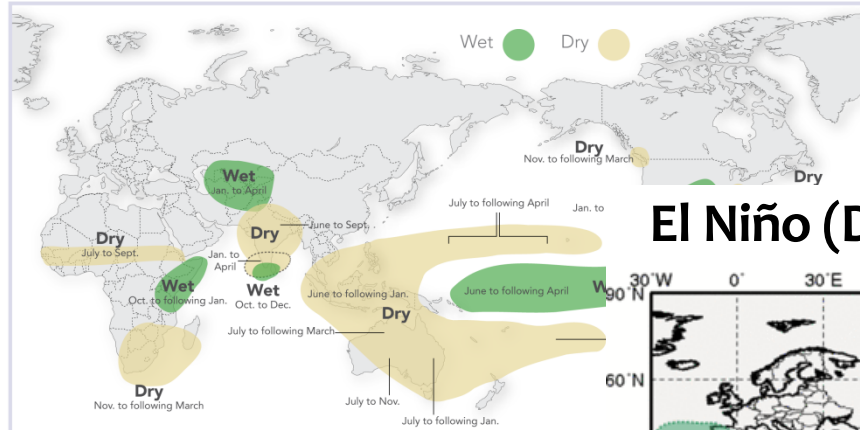 Wet
Dry
Dry
Nov. to following March
Dry
Wet
Jan. to April
July to following April
Jan. to
El Niño (D
Dry
July to Sept.
Dry
June to Sept.
Jan. to
April
Wet
Oct. to following Jan.
Wet
Oct. to Dec.
June to following Jan.
Dry
June to following April
W
July to following March
30°W
0°
30°E
90°N
60°N
Dry
Nov. to following March
July to Nov.
July to following Jan.